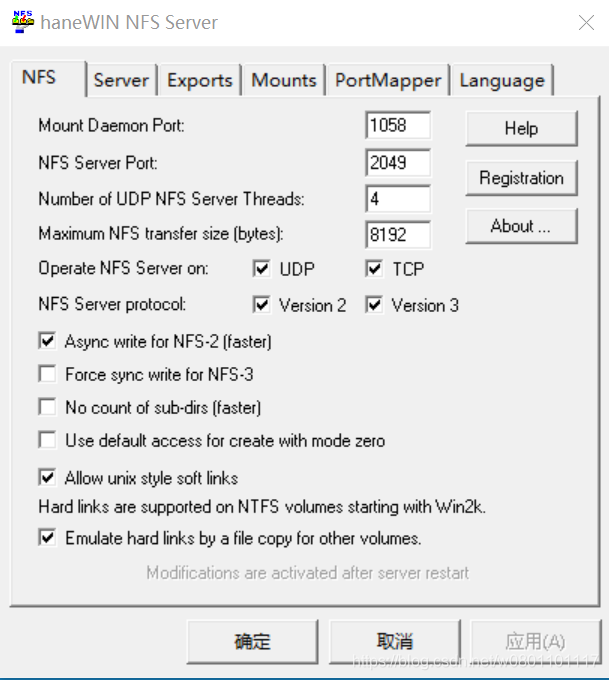 NFS haneWIN NFS Server
NFS Server Exports Mounts PortMapper Language
Mount Daemon Port: 1058 Help
NFS Server Port: 2049
Registration
Number of UDP NFS Server Threads: 4
Maximum NFS transfer size (bytes): 8192 About ...
Operate NFS Server on: UDP TCP
NFS Server protocol: Version 2 Version 3
Async write for NFS-2 (faster)
Force sync write for NFS-3
No count of sub-dirs (faster)
Use default access for create with mode zero
Allow unix style soft links
Hard links are supported on NTFS volumes starting with Win2k.
Emulate hard links by a file copy for other volumes.
Modifications are activated after server restart
确定 取消 应用(A)
https://blog.csdn.net/w0801101117